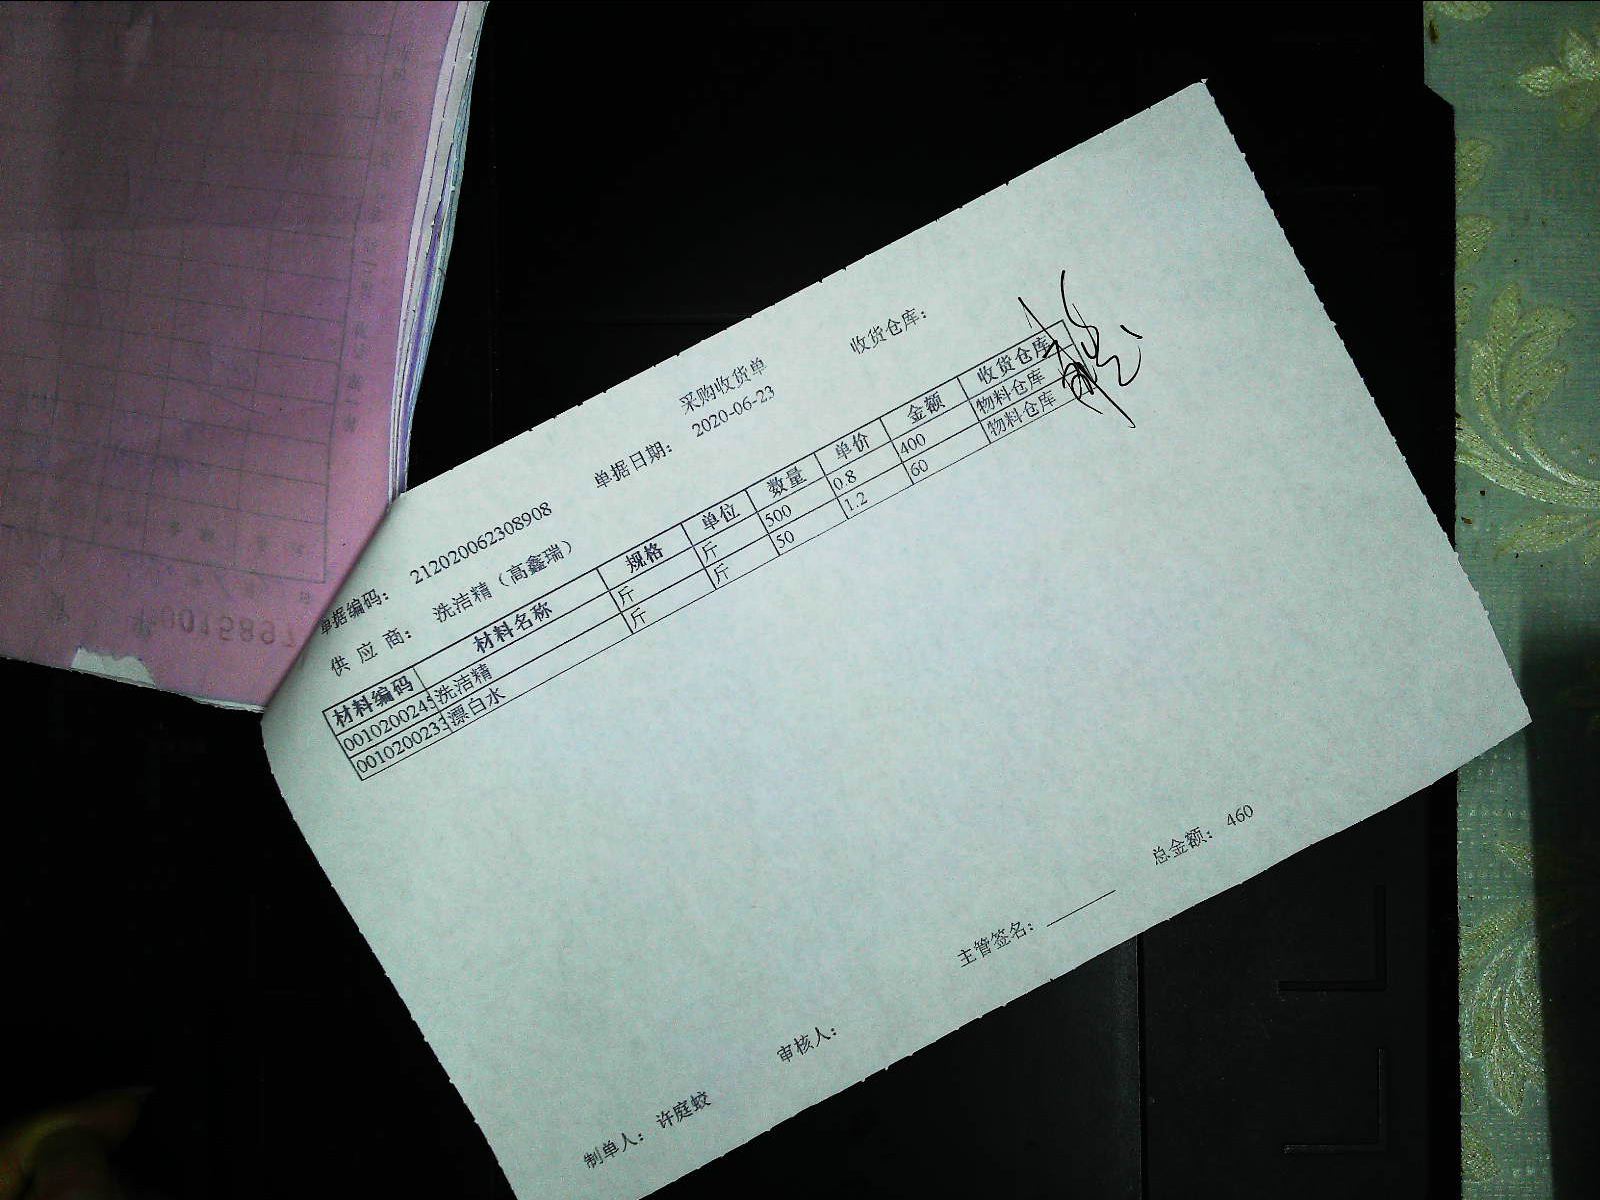 采购收货单
单据编码： 212020062308908 单据日期： 2020-06-23 收货仓库：
供 应 商： 洗洁精（高鑫瑞）
材料编码 材料名称 规格 单位 数量 单价 金额 收货仓库
0010200245 洗洁精 斤 斤 500 0.8 400 物料仓库
0010200233 漂白水 斤 斤 50 1.2 60 物料仓库
总金额： 460
制单人： 许庭蛟 审核人： 主管签名：
0015897